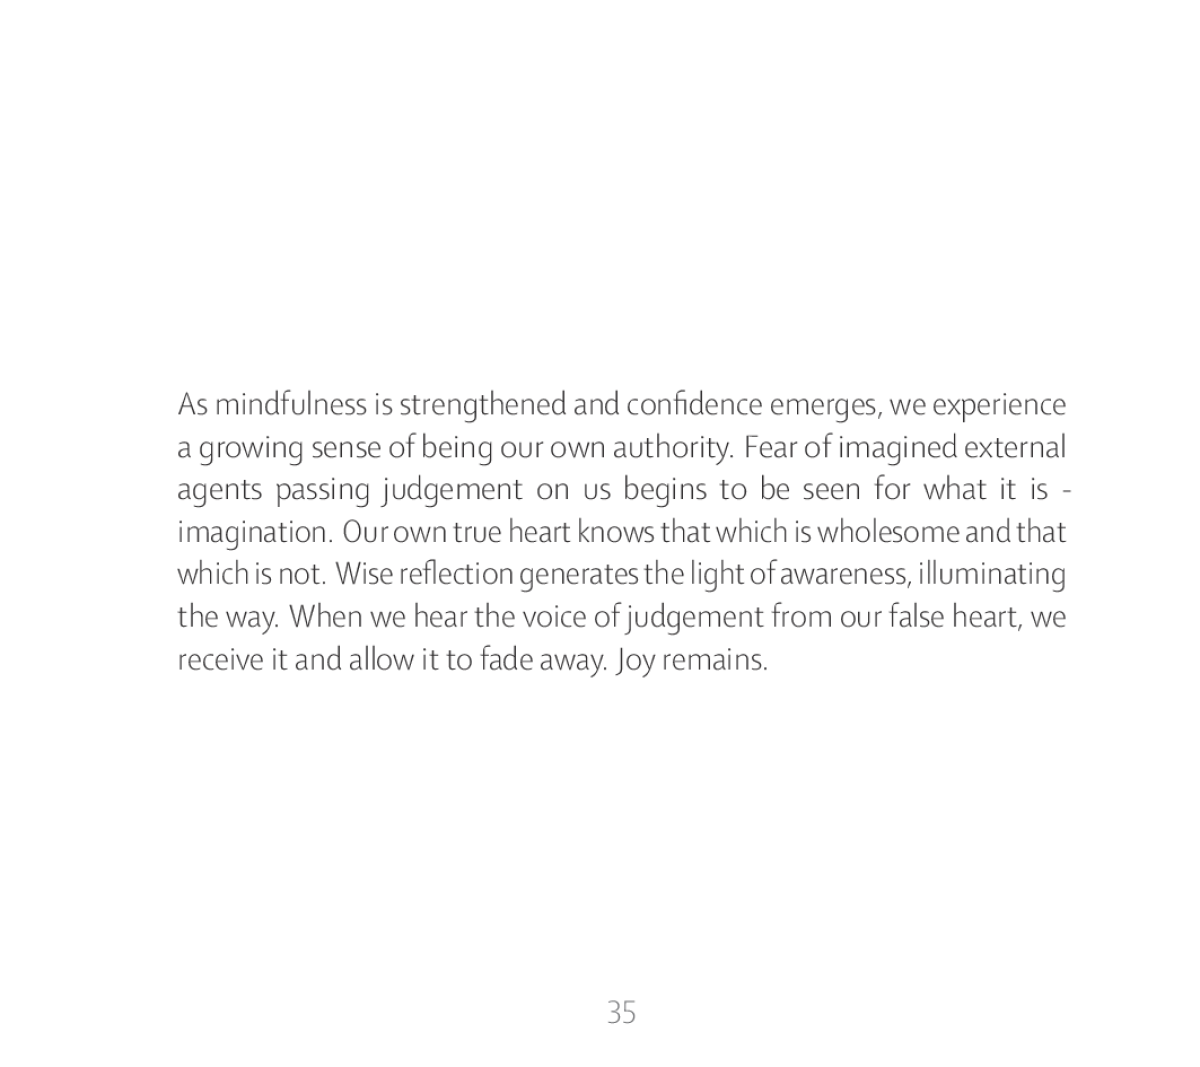 As mindfulness is strengthened and confidence emerges, we experience
a growing sense of being our own authority. Fear of imagined external
agents passing judgement on us begins to be seen for what it is -
imagination. Our own true heart knows that which is wholesome and that
which is not. Wise reflection generates the light of awareness, illuminating
the way. When we hear the voice of judgement from our false heart, we
receive it and allow it to fade away. Joy remains.
35